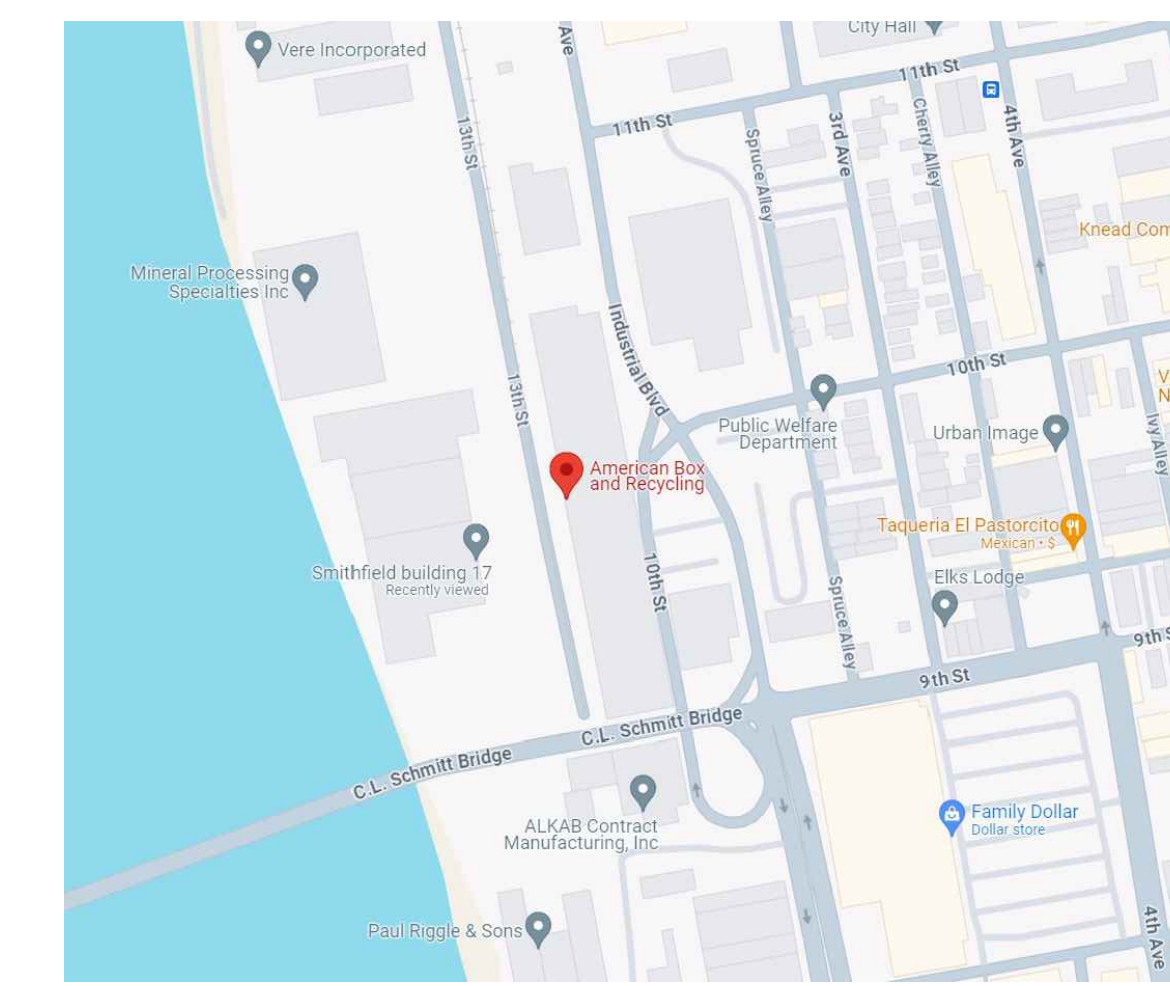 City Hall
Ave
Vere Incorporated
11th St
11th St
13th St
3rd Ave
Cherry Alley
4th Ave
Spruce Alley
Knead Com
Mineral Processing
Specialties Inc
Industrial Blvd
10th St
13th St
V
N
Public Welfare
Department
Urban Image
Ivy Alley
American Box
and Recycling
Taqueria El Pastorcito
Mexican • $
Smithfield building 17
Recently viewed
10th St
Elks Lodge
Spruce Alley
9th S
9th St
C.L. Schmitt Bridge
C.L. Schmitt Bridge
Family Dollar
Dollar store
ALKAB Contract
Manufacturing, Inc
Paul Riggle & Sons
4th Ave